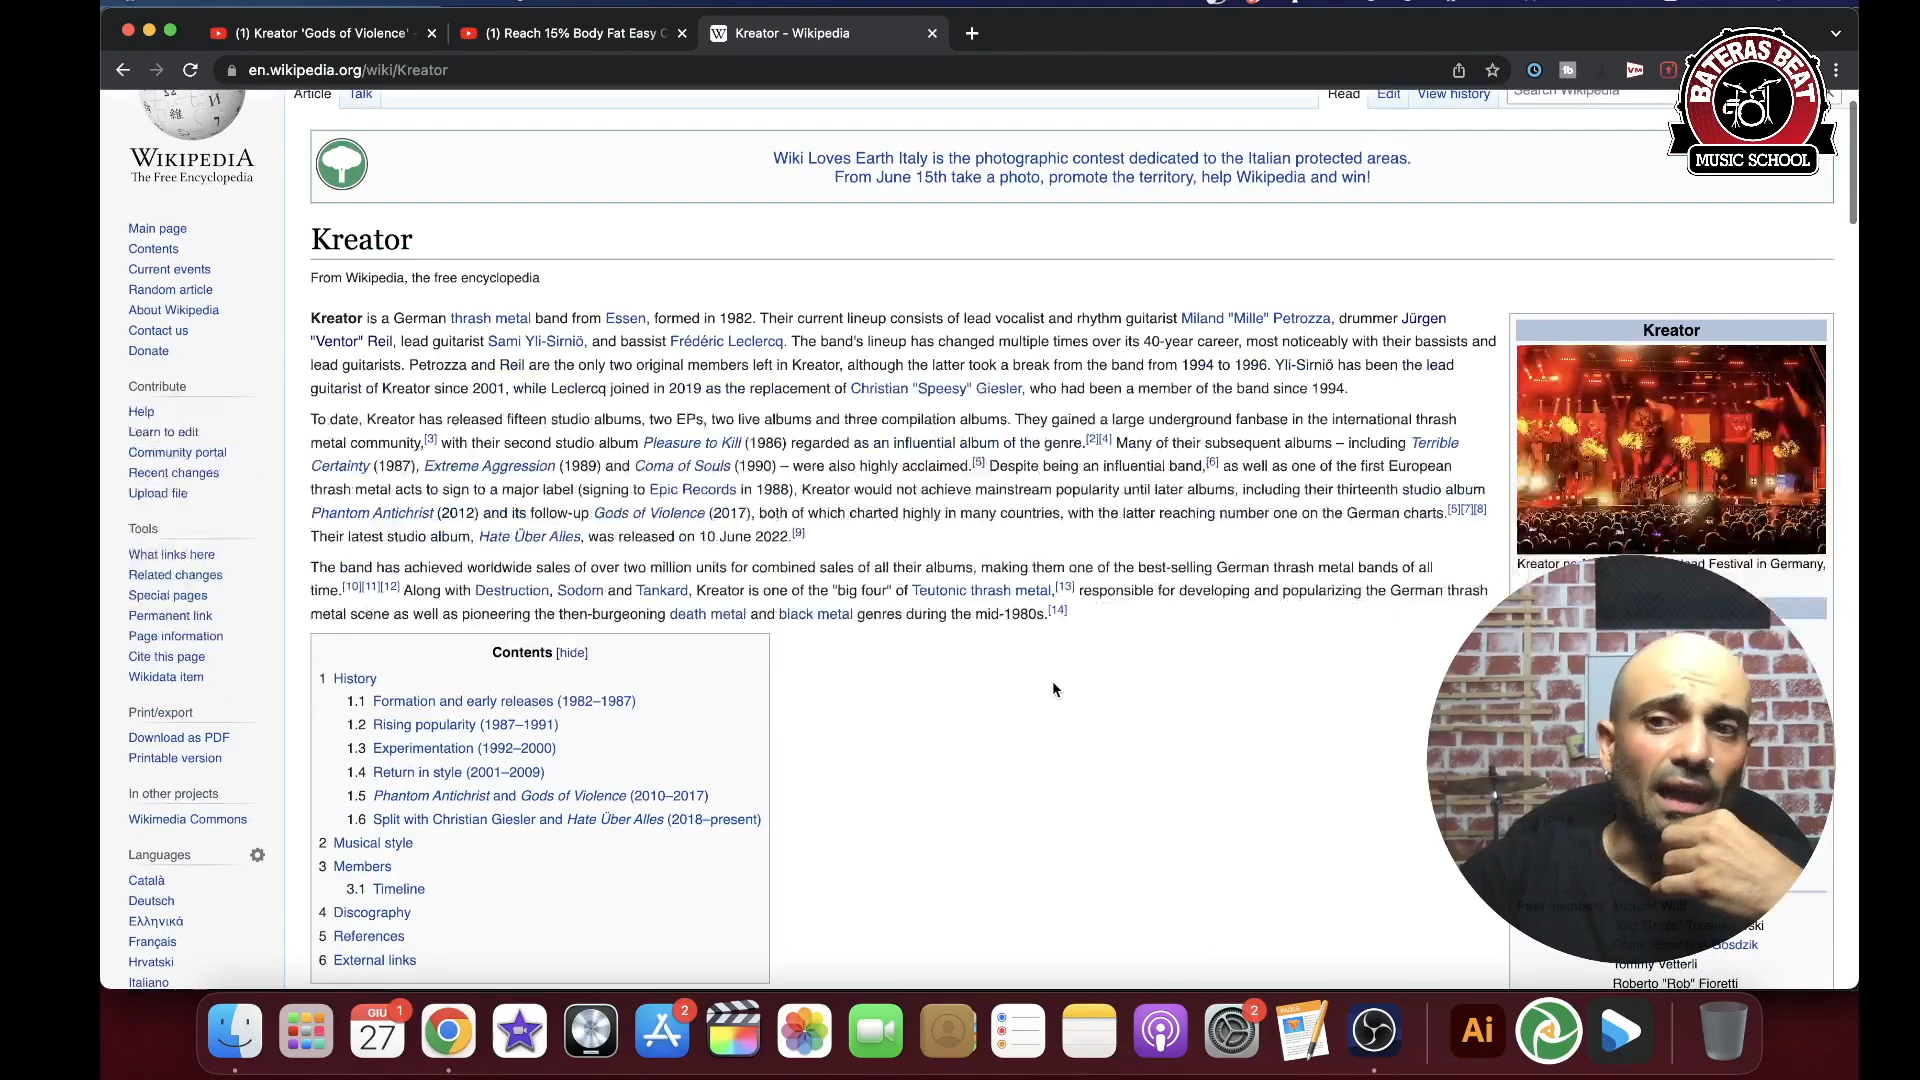 (1) Kreator 'Gods of Violence'
(1) Reach 15% Body Fat Easy
Kreator - Wikipedia
en.wikipedia.org/wiki/Kreator
BATERAS BEAT
MUSIC SCHOOL
Article Talk
Read Edit View history Search Wikipedia
WIKIPEDIA
The Free Encyclopedia
Wiki Loves Earth Italy is the photographic contest dedicated to the Italian protected areas.
From June 15th take a photo, promote the territory, help Wikipedia and win!
Main page
Contents
Current events
Random article
About Wikipedia
Contact us
Donate
Contribute
Help
Learn to edit
Community portal
Recent changes
Upload file
Tools
What links here
Related changes
Special pages
Permanent link
Page information
Cite this page
Wikidata item
Print/export
Download as PDF
Printable version
In other projects
Wikimedia Commons
Languages
Català
Deutsch
Ελληνικά
Français
Hrvatski
Italiano
Kreator
From Wikipedia, the free encyclopedia
Kreator is a German thrash metal band from Essen, formed in 1982. Their current lineup consists of lead vocalist and rhythm guitarist Miland "Mille" Petrozza, drummer Jürgen
"Ventor" Reil, lead guitarist Sami Yli-Sirniö, and bassist Frédéric Leclercq. The band's lineup has changed multiple times over its 40-year career, most noticeably with their bassists and
lead guitarists. Petrozza and Reil are the only two original members left in Kreator, although the latter took a break from the band from 1994 to 1996. Yli-Sirniö has been the lead
guitarist of Kreator since 2001, while Leclercq joined in 2019 as the replacement of Christian "Speesy" Giesler, who had been a member of the band since 1994.
To date, Kreator has released fifteen studio albums, two EPs, two live albums and three compilation albums. They gained a large underground fanbase in the international thrash
metal community,[3] with their second studio album Pleasure to Kill (1986) regarded as an influential album of the genre.[2][4] Many of their subsequent albums – including Terrible
Certainty (1987), Extreme Aggression (1989) and Coma of Souls (1990) – were also highly acclaimed.[5] Despite being an influential band,[6] as well as one of the first European
thrash metal acts to sign to a major label (signing to Epic Records in 1988), Kreator would not achieve mainstream popularity until later albums, including their thirteenth studio album
Phantom Antichrist (2012) and its follow-up Gods of Violence (2017), both of which charted highly in many countries, with the latter reaching number one on the German charts.[5][7][8]
Their latest studio album, Hate Über Alles, was released on 10 June 2022.[9]
The band has achieved worldwide sales of over two million units for combined sales of all their albums, making them one of the best-selling German thrash metal bands of all
time.[10][11][12] Along with Destruction, Sodom and Tankard, Kreator is one of the "big four" of Teutonic thrash metal,[13] responsible for developing and popularizing the German thrash
metal scene as well as pioneering the then-burgeoning death metal and black metal genres during the mid-1980s.[14]
Contents [hide]
1 History
1.1 Formation and early releases (1982–1987)
1.2 Rising popularity (1987–1991)
1.3 Experimentation (1992–2000)
1.4 Return in style (2001–2009)
1.5 Phantom Antichrist and Gods of Violence (2010–2017)
1.6 Split with Christian Giesler and Hate Über Alles (2018–present)
2 Musical style
3 Members
3.1 Timeline
4 Discography
5 References
6 External links
Kreator
Kreator Festival in Germany,
Past members Michael Wulf
Gosdzik
Tommy Vetterli
Roberto "Rob" Fioretti
GIU 1
27
2
2
PAGES
Ai